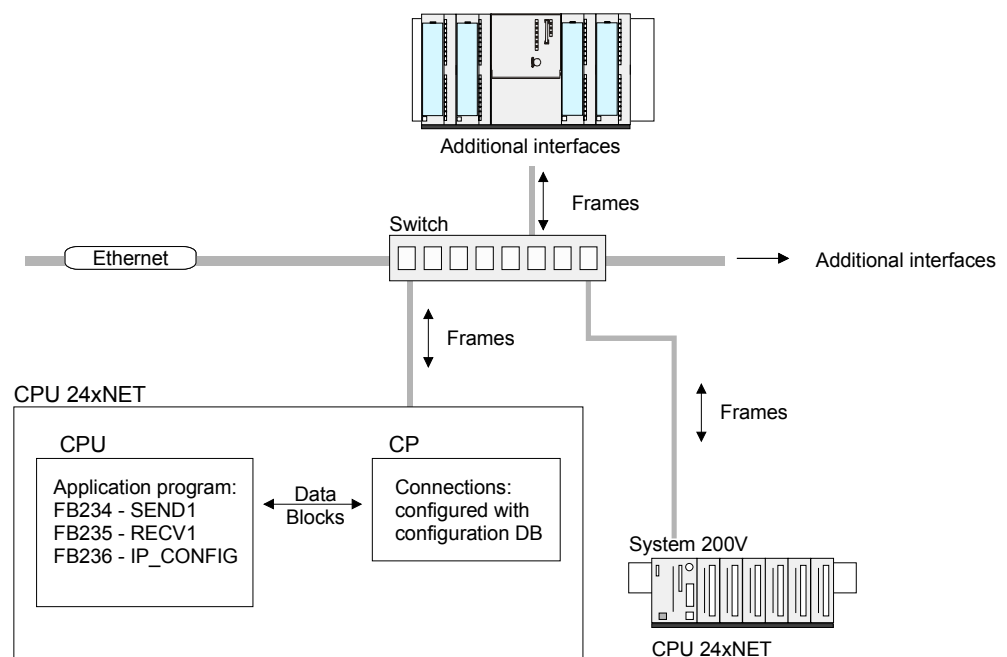 Additional interfaces
Frames
Switch
Ethernet
Additional interfaces
Frames
CPU 24xNET
CPU
Application program:
FB234 - SEND1
FB235 - RECV1
FB236 - IP_CONFIG
Data
Blocks
CP
Connections:
configured with
configuration DB
Frames
System 200V
CPU 24xNET